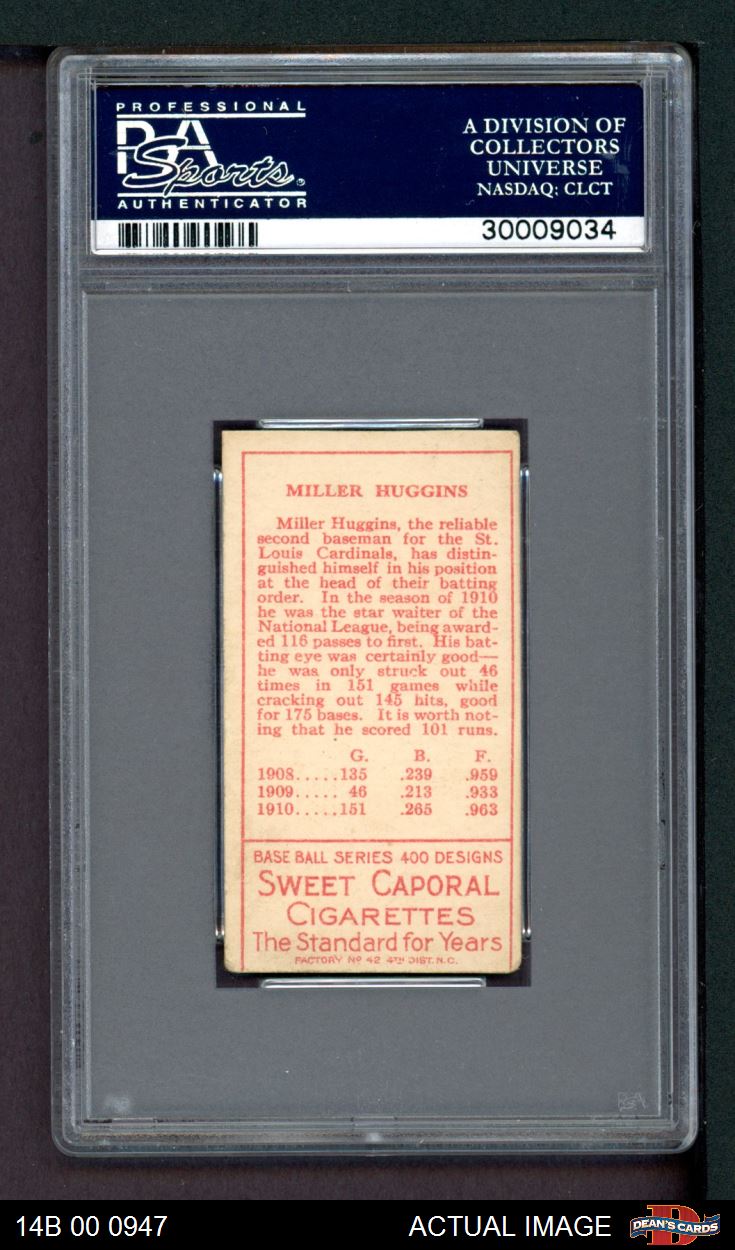 PROFESSIONAL
PSA
Sports
AUTHENTICATOR
A DIVISION OF
COLLECTORS
UNIVERSE
NASDAQ: CLCT
30009034
MILLER HUGGINS
Miller Huggins, the reliable
second baseman for the St.
Louis Cardinals, has distin-
guished himself in his position
at the head of their batting
order. In the season of 1910
he was the star waiter of the
National League, being award-
ed 116 passes to first. His bat-
ting eye was certainly good—
he was only struck out 46
times in 151 games while
cracking out 145 hits, good
for 175 bases. It is worth not-
ing that he scored 101 runs.
G. B. F.
1908.....135 .239 .959
1909..... 46 .213 .933
1910.....151 .265 .963
BASE BALL SERIES 400 DESIGNS
SWEET CAPORAL
CIGARETTES
The Standard for Years
FACTORY Nº 42 4TH DIST. N.C.
PSA
14B 00 0947
ACTUAL IMAGE
DEAN'S CARDS